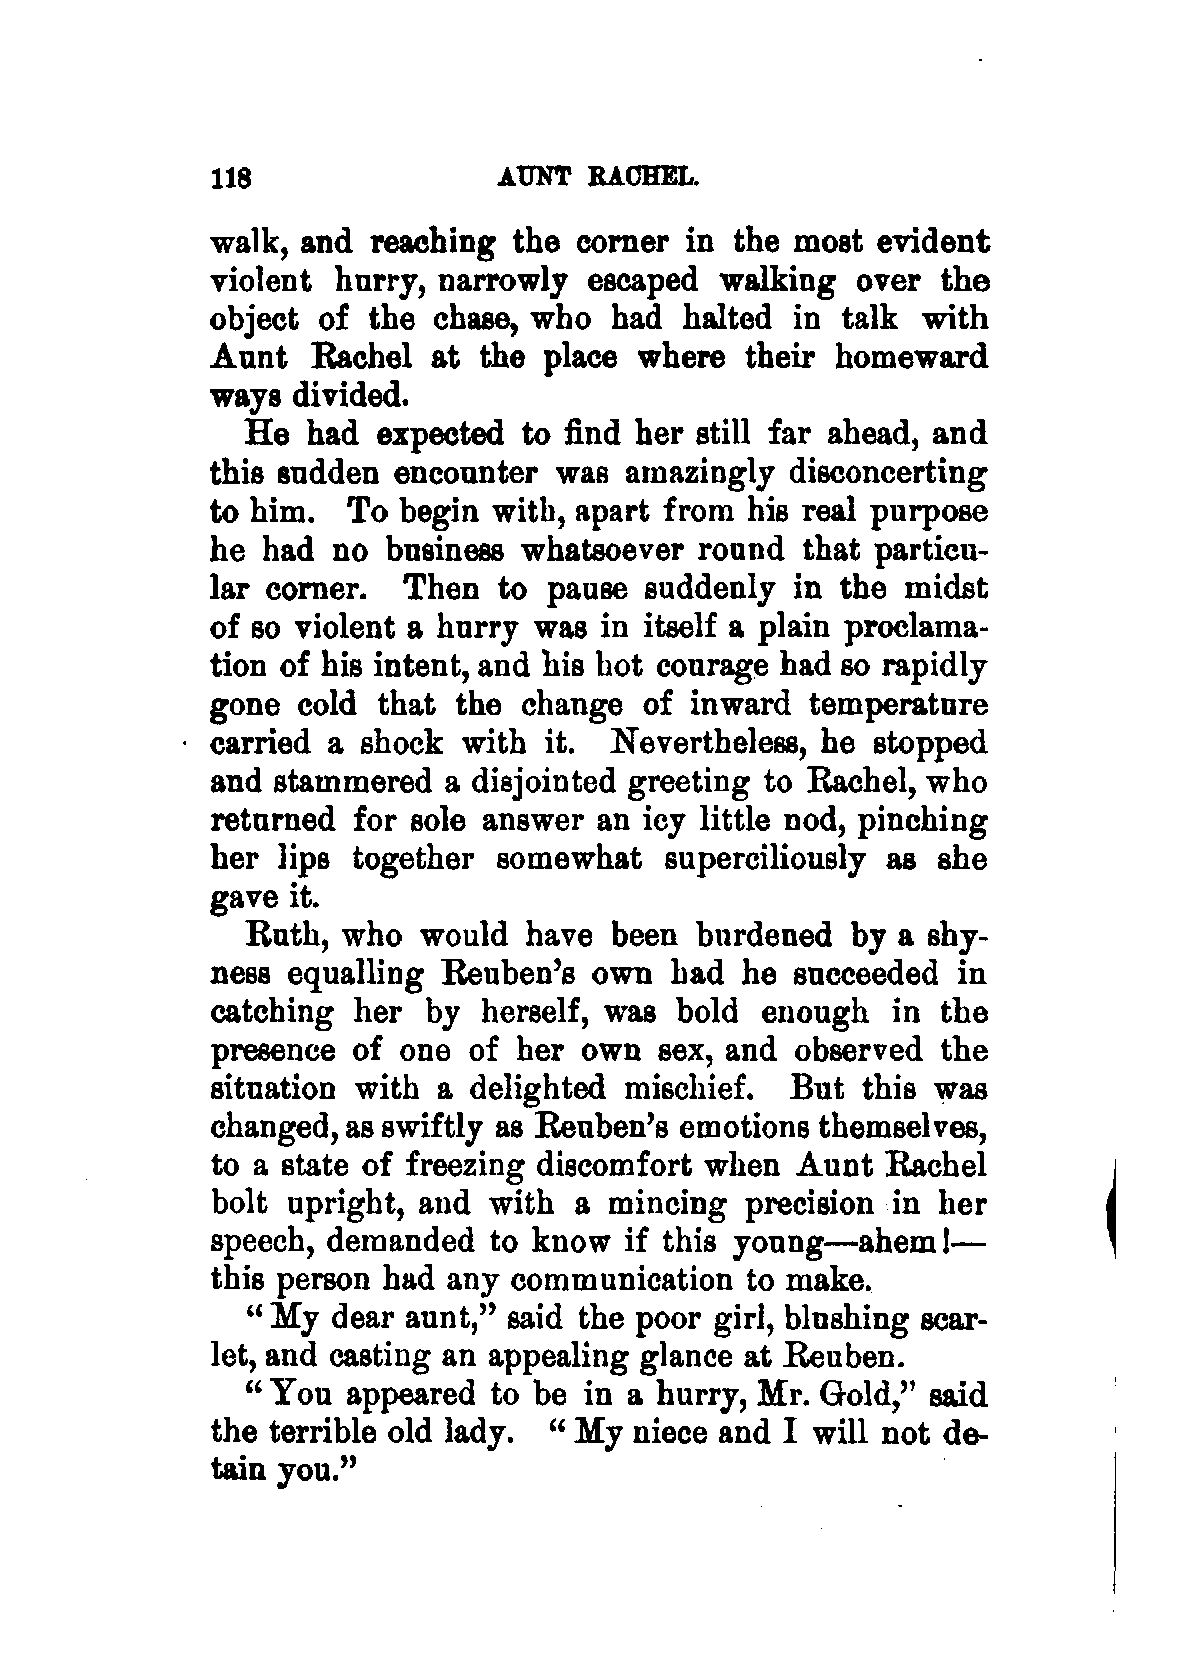 118 AUNT RACHEL.
walk, and reaching the corner in the most evident
violent hurry, narrowly escaped walking over the
object of the chase, who had halted in talk with
Aunt Rachel at the place where their homeward
ways divided.
He had expected to find her still far ahead, and
this sudden encounter was amazingly disconcerting
to him. To begin with, apart from his real purpose
he had no business whatsoever round that particu-
lar corner. Then to pause suddenly in the midst
of so violent a hurry was in itself a plain proclama-
tion of his intent, and his hot courage had so rapidly
gone cold that the change of inward temperature
carried a shock with it. Nevertheless, he stopped
and stammered a disjointed greeting to Rachel, who
returned for sole answer an icy little nod, pinching
her lips together somewhat superciliously as she
gave it.
Ruth, who would have been burdened by a shy-
ness equalling Reuben's own had he succeeded in
catching her by herself, was bold enough in the
presence of one of her own sex, and observed the
situation with a delighted mischief. But this was
changed, as swiftly as Reuben's emotions themselves,
to a state of freezing discomfort when Aunt Rachel
bolt upright, and with a mincing precision in her
speech, demanded to know if this young—ahem!—
this person had any communication to make.
"My dear aunt," said the poor girl, blushing scar-
let, and casting an appealing glance at Reuben.
"You appeared to be in a hurry, Mr. Gold," said
the terrible old lady. "My niece and I will not de-
tain you."